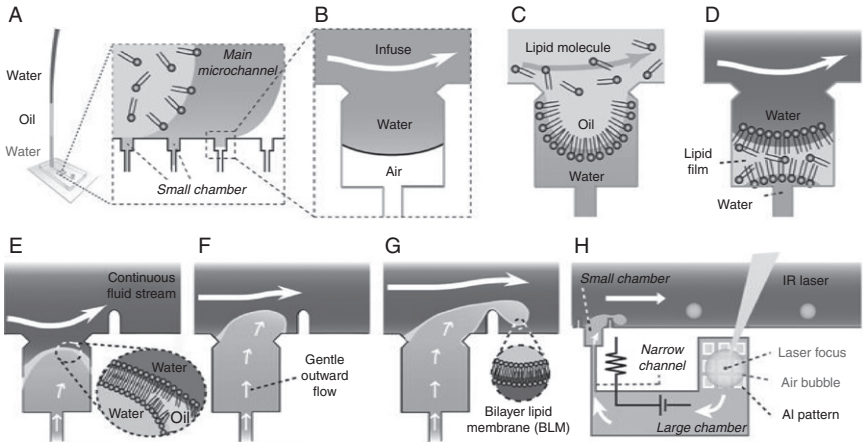 A
Water
Oil
Water
Main
microchannel
Small chamber
B
Infuse
Water
Air
C
Lipid molecule
Oil
Water
D
Water
Lipid
film
Water
E
Continuous
fluid stream
Water
Water
Oil
F
Gentle
outward
flow
G
Bilayer lipid
membrane (BLM)
H
Small chamber
IR laser
Narrow
channel
Laser focus
Air bubble
Al pattern
Large chamber